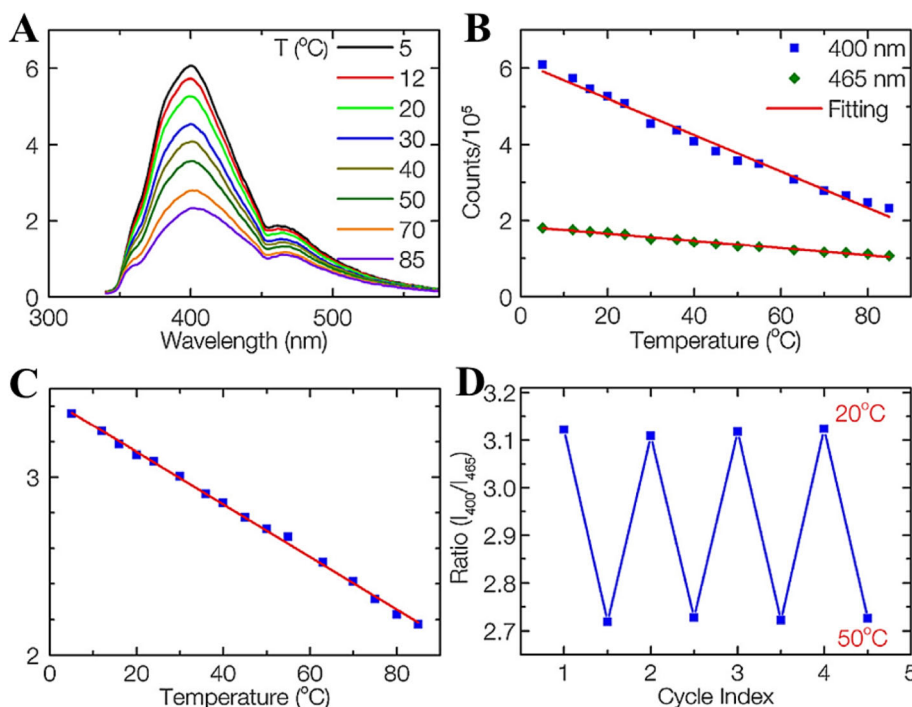 A
T (°C)
5
12
20
30
40
50
70
85
6
4
2
0
300
400
500
Wavelength (nm)
B
400 nm
465 nm
Fitting
Counts/10⁵
6
4
2
0
0
20
40
60
80
Temperature (°C)
C
3
2
0
20
40
60
80
Temperature (°C)
D
20°C
50°C
Ratio (I₄₀₀/I₄₆₅)
3.2
3.1
3.0
2.9
2.8
2.7
1
2
3
4
5
Cycle Index